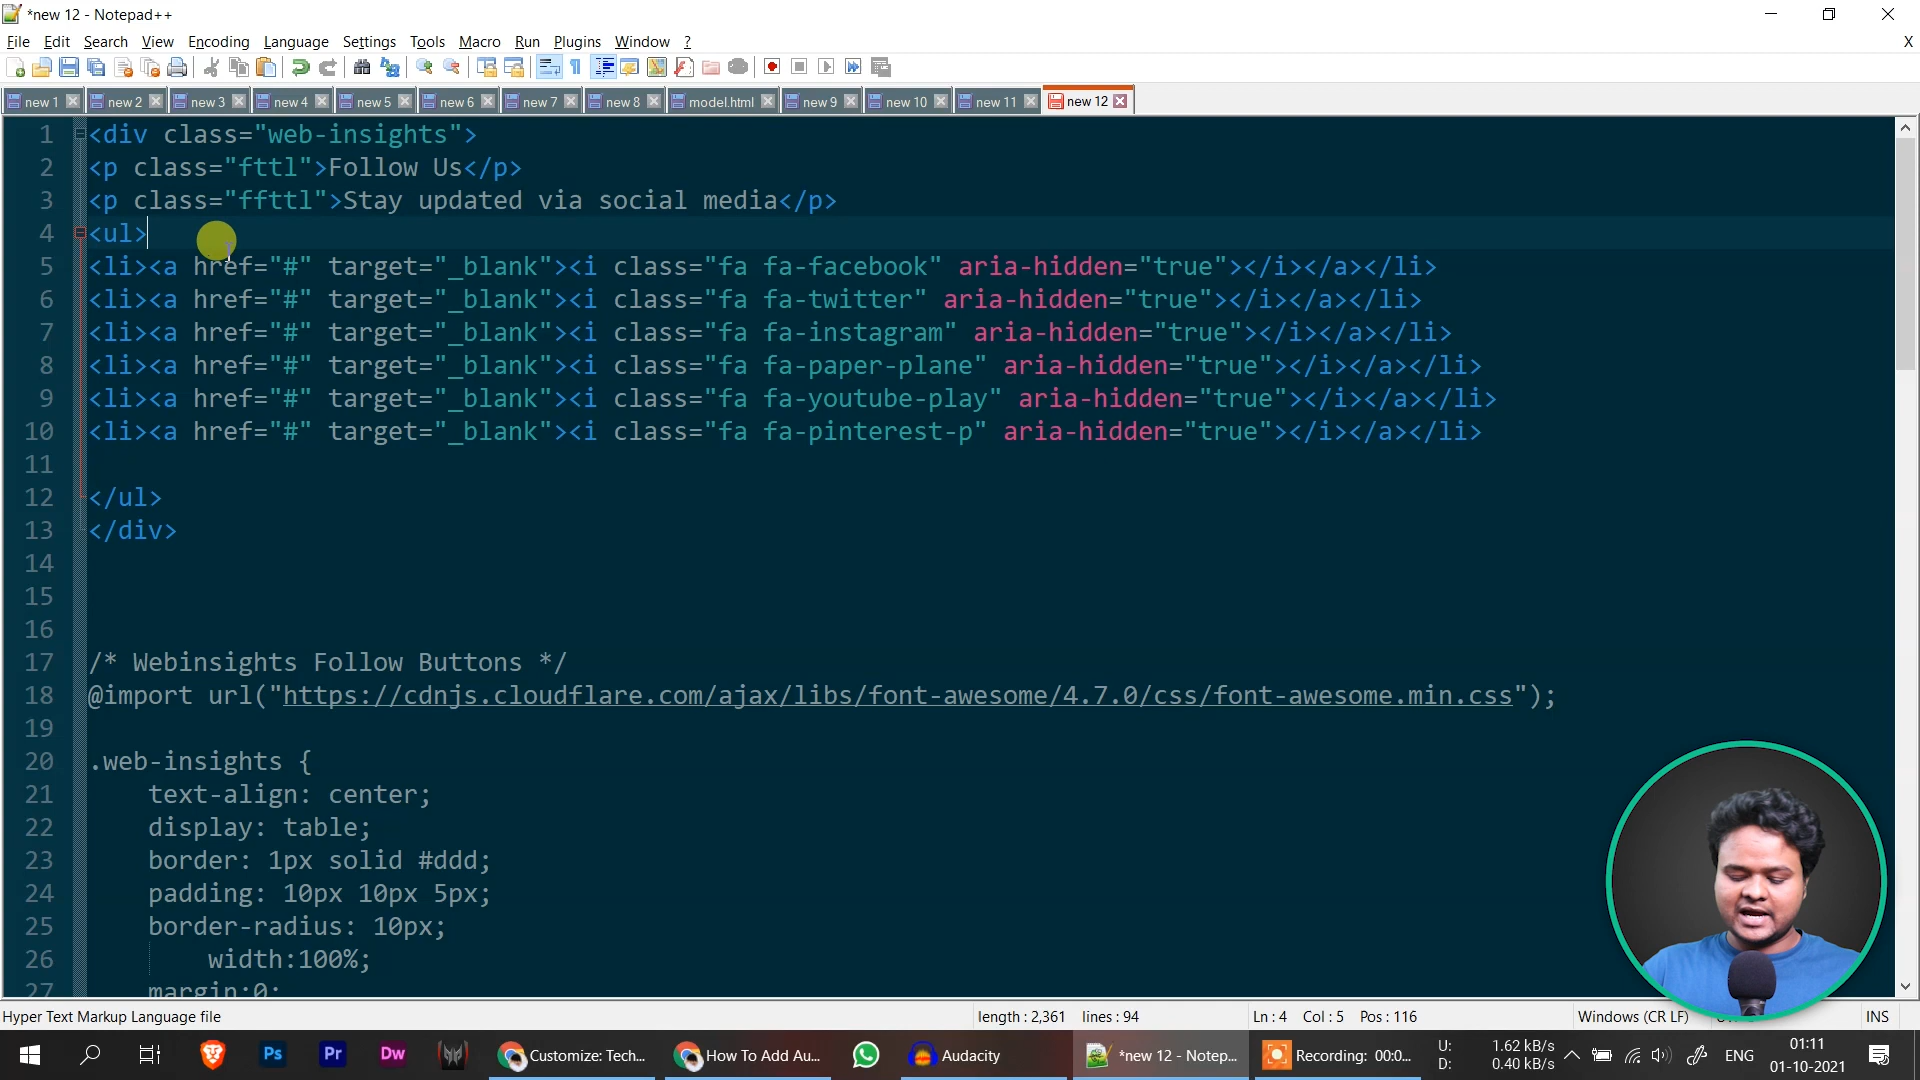 *new 12 - Notepad++
File Edit Search View Encoding Language Settings Tools Macro Run Plugins Window ? X
new 1 new 2 new 3 new 4 new 5 new 6 new 7 new 8 model.html new 9 new 10 new 11 new 12
1 <div class="web-insights">
2 <p class="fttl">Follow Us</p>
3 <p class="ffttl">Stay updated via social media</p>
4 <ul>
5 <li><a href="#" target="_blank"><i class="fa fa-facebook" aria-hidden="true"></i></a></li>
6 <li><a href="#" target="_blank"><i class="fa fa-twitter" aria-hidden="true"></i></a></li>
7 <li><a href="#" target="_blank"><i class="fa fa-instagram" aria-hidden="true"></i></a></li>
8 <li><a href="#" target="_blank"><i class="fa fa-paper-plane" aria-hidden="true"></i></a></li>
9 <li><a href="#" target="_blank"><i class="fa fa-youtube-play" aria-hidden="true"></i></a></li>
10 <li><a href="#" target="_blank"><i class="fa fa-pinterest-p" aria-hidden="true"></i></a></li>
11
12 </ul>
13 </div>
14
15
16
17 /* Webinsights Follow Buttons */
18 @import url("https://cdnjs.cloudflare.com/ajax/libs/font-awesome/4.7.0/css/font-awesome.min.css");
19
20 .web-insights {
21 text-align: center;
22 display: table;
23 border: 1px solid #ddd;
24 padding: 10px 10px 5px;
25 border-radius: 10px;
26 width:100%;
27 margin:0;
Hyper Text Markup Language file length : 2,361 lines : 94 Ln : 4 Col : 5 Pos : 116 Windows (CR LF) INS
Ps Pr Dw Customize: Tech... How To Add Au... Audacity *new 12 - Notep... Recording: 00:0... U: 1.62 kB/s ENG 01:11
D: 0.40 kB/s 01-10-2021